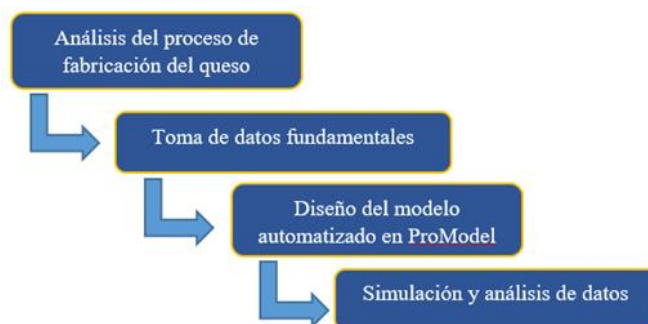 Análisis del proceso de
fabricación del queso
Toma de datos fundamentales
Diseño del modelo
automatizado en ProModel
Simulación y análisis de datos